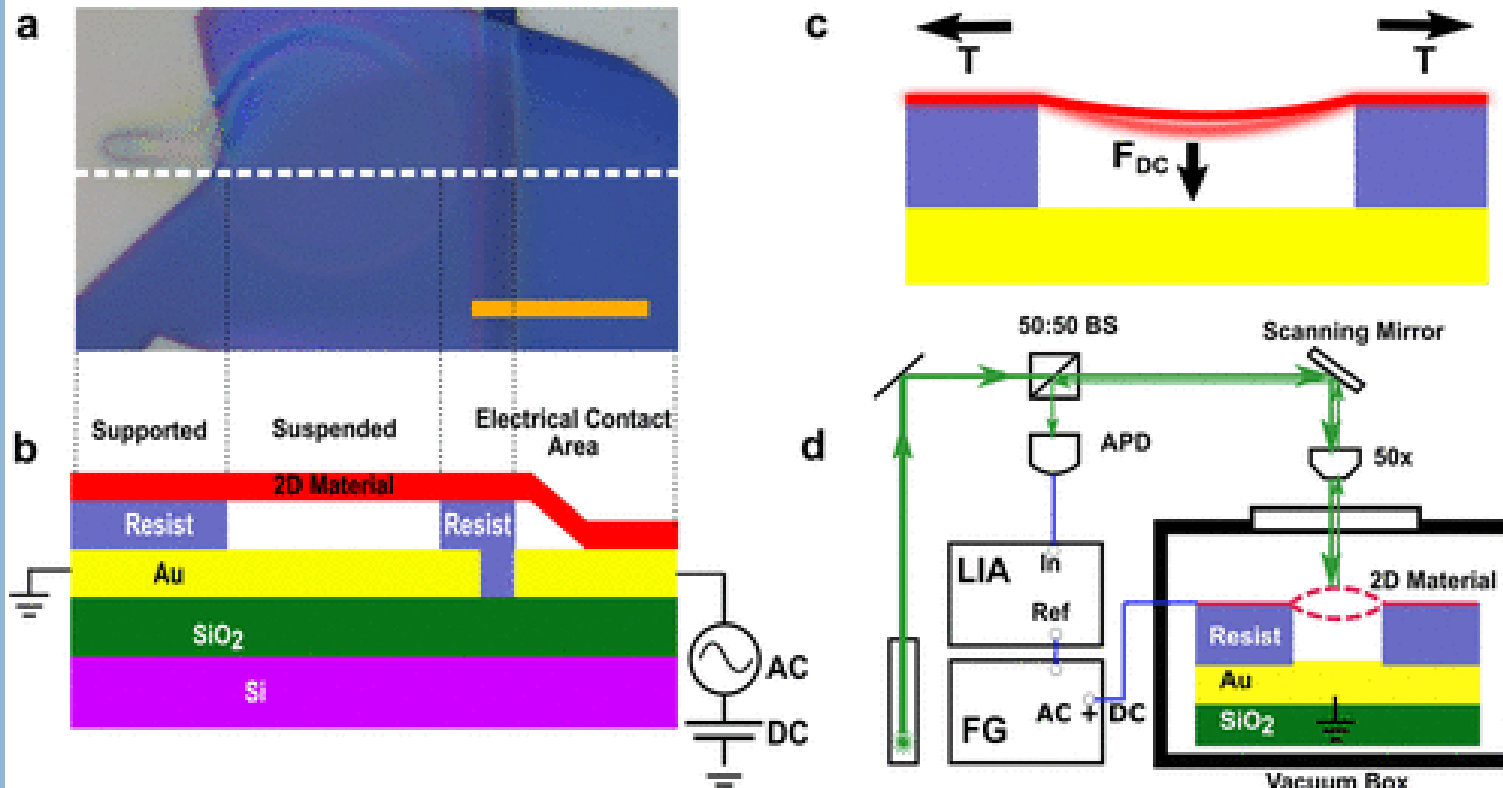 a
Supported
Suspended
Electrical Contact
Area
b
2D Material
Resist
Resist
Au
SiO2
Si
AC
DC
c
T
T
FDC
d
50:50 BS
Scanning Mirror
APD
50x
LIA
In
Ref
FG
AC + DC
2D Material
Resist
Au
SiO2
Vacuum Box